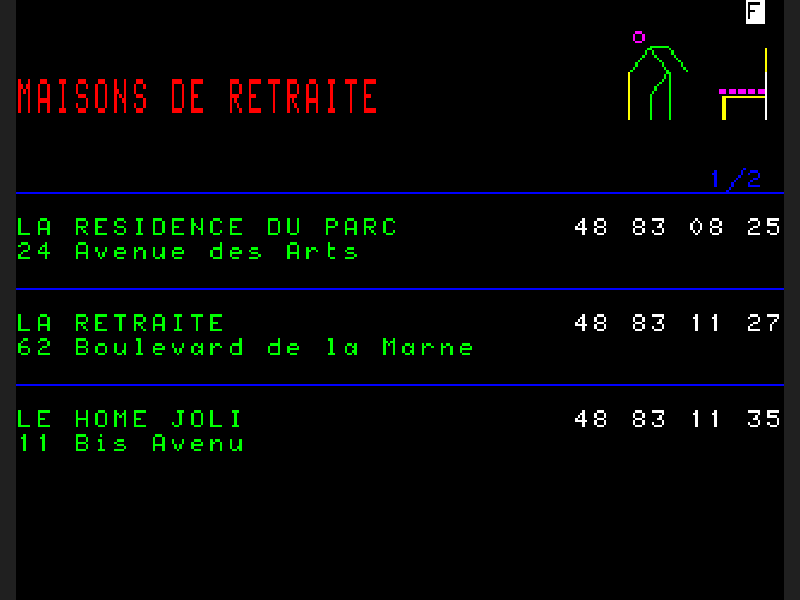 F
MAISONS DE RETRAITE
1/2
LA RESIDENCE DU PARC 48 83 08 25
24 Avenue des Arts
LA RETRAITE 48 83 11 27
62 Boulevard de la Marne
LE HOME JOLI 48 83 11 35
11 Bis Avenu